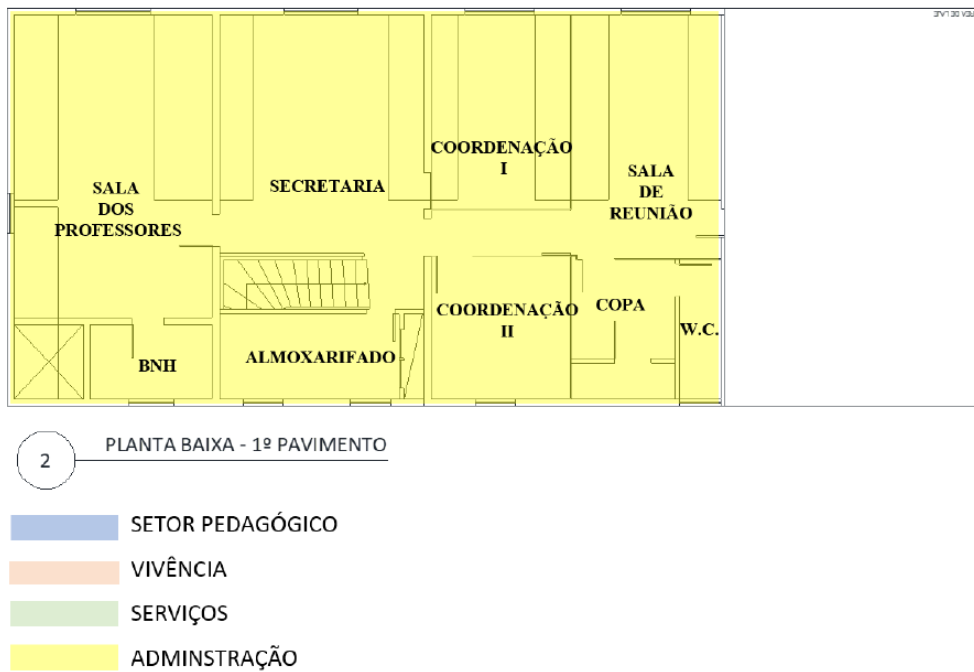 COORDENAÇÃO
I
SALA
DOS
PROFESSORES
SECRETARIA
SALA
DE
REUNIÃO
COORDENAÇÃO
II
COPA
W.C.
BNH
ALMOXARIFADO
2
PLANTA BAIXA - 1º PAVIMENTO
SETOR PEDAGÓGICO
VIVÊNCIA
SERVIÇOS
ADMINSTRAÇÃO